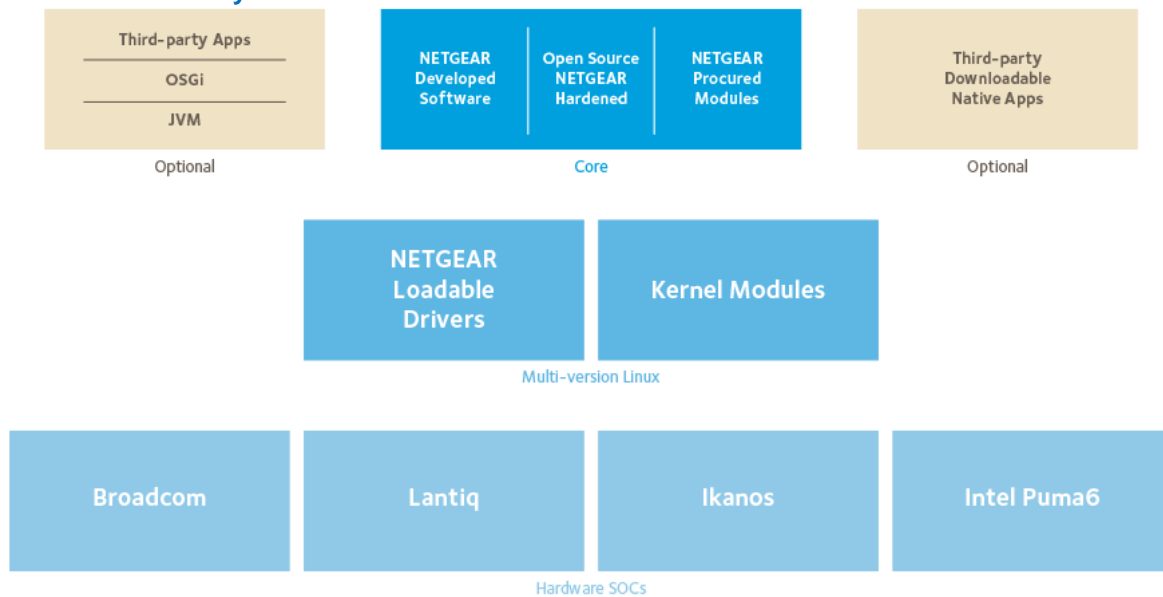 Third-party Apps
OSGi
JVM
Optional
NETGEAR
Developed
Software
Open Source
NETGEAR
Hardened
NETGEAR
Procured
Modules
Core
Third-party
Downloadable
Native Apps
Optional
NETGEAR
Loadable
Drivers
Kernel Modules
Multi-version Linux
Broadcom
Lantiq
Ikanos
Intel Puma6
Hardware SOCs